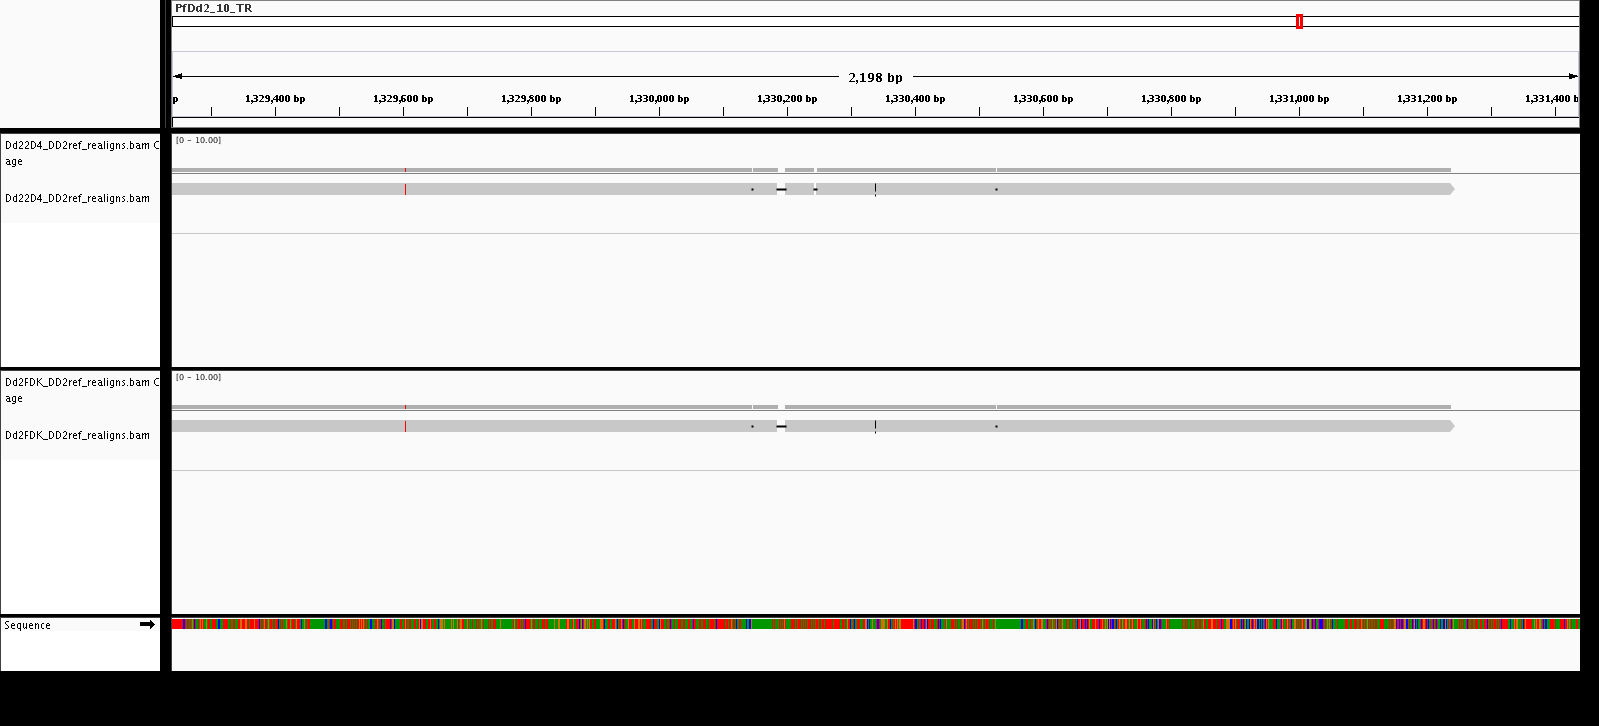 PfDd2_10_TR
2,198 bp
p 1,329,400 bp 1,329,600 bp 1,329,800 bp 1,330,000 bp 1,330,200 bp 1,330,400 bp 1,330,600 bp 1,330,800 bp 1,331,000 bp 1,331,200 bp 1,331,400 b
Dd22D4_DD2ref_realigns.bam C
age
[0 - 10.00]
Dd22D4_DD2ref_realigns.bam
Dd2FDK_DD2ref_realigns.bam C
age
[0 - 10.00]
Dd2FDK_DD2ref_realigns.bam
Sequence